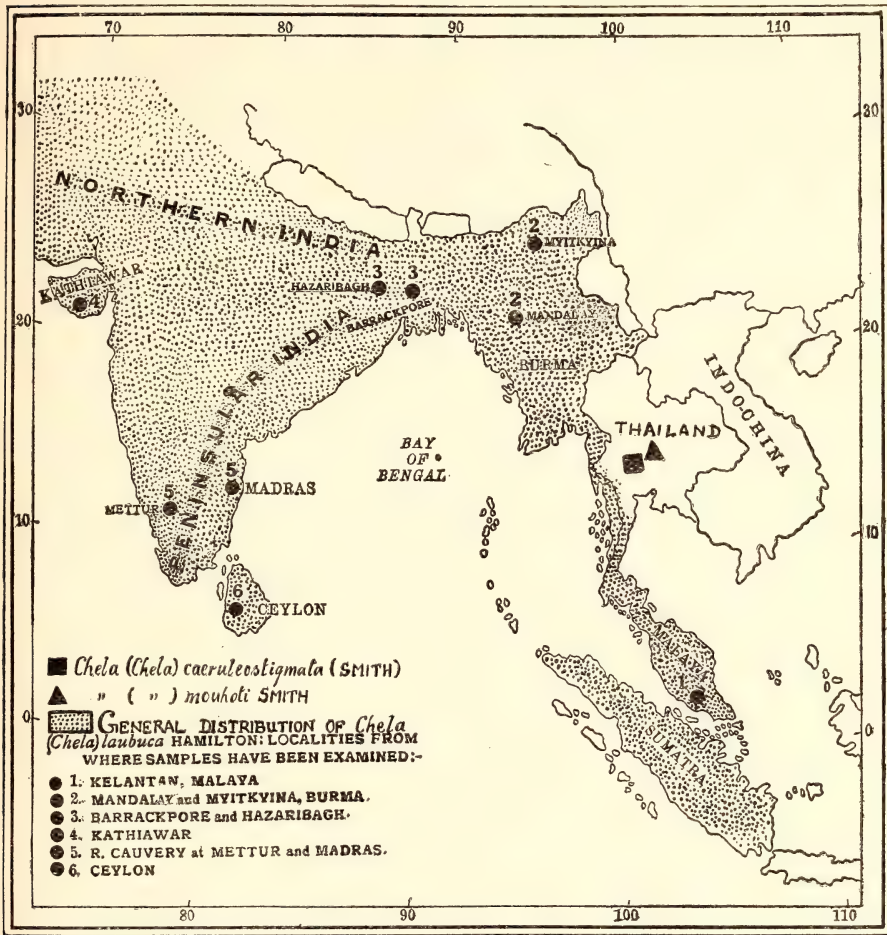 70 80 90 100 110
30 30
NORTHERN INDIA
2
MYITKYINA
KATHIAWAR
4
3 3
HAZARIBAGH
BARRACKPORE
2
MANDALAY
20 20
BURMA
INDO-CHINA
PENINSULAR INDIA
THAILAND
BAY
OF
BENGAL
5
MADRAS
5
METTUR
10 10
6
CEYLON
MALAYA
1
SUMATRA
Chela (Chela) caeruleostigmata (SMITH)
" ( " ) mouhoti SMITH
0 0
GENERAL DISTRIBUTION OF Chela
(Chela) laubuca HAMILTON: LOCALITIES FROM
WHERE SAMPLES HAVE BEEN EXAMINED:-
1. KELANTAN, MALAYA
2. MANDALAY and MYITKYINA, BURMA.
3. BARRACKPORE and HAZARIBAGH.
4. KATHIAWAR
5. R. CAUVERY at METTUR and MADRAS.
6. CEYLON
80 90 100 110